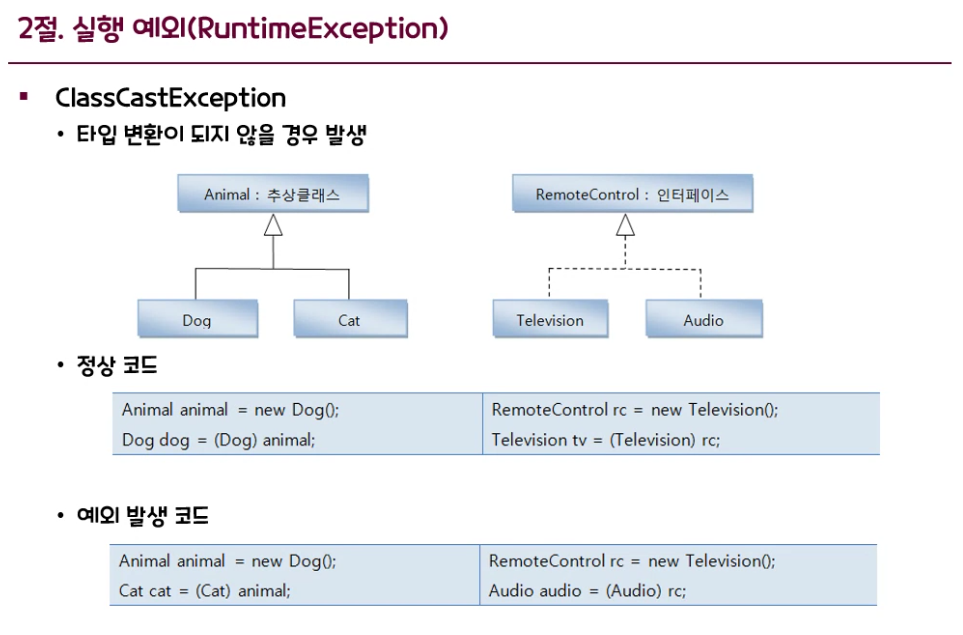 2절. 실행 예외(RuntimeException)
▪ ClassCastException
• 타입 변환이 되지 않을 경우 발생
Animal : 추상클래스
RemoteControl : 인터페이스
Dog
Cat
Television
Audio
• 정상 코드
Animal animal = new Dog();
Dog dog = (Dog) animal;
RemoteControl rc = new Television();
Television tv = (Television) rc;
• 예외 발생 코드
Animal animal = new Dog();
Cat cat = (Cat) animal;
RemoteControl rc = new Television();
Audio audio = (Audio) rc;